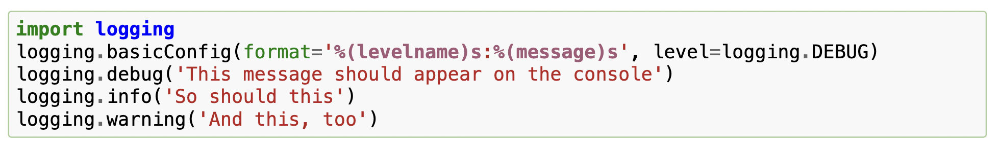 import logging
logging.basicConfig(format='%(levelname)s:%(message)s', level=logging.DEBUG)
logging.debug('This message should appear on the console')
logging.info('So should this')
logging.warning('And this, too')